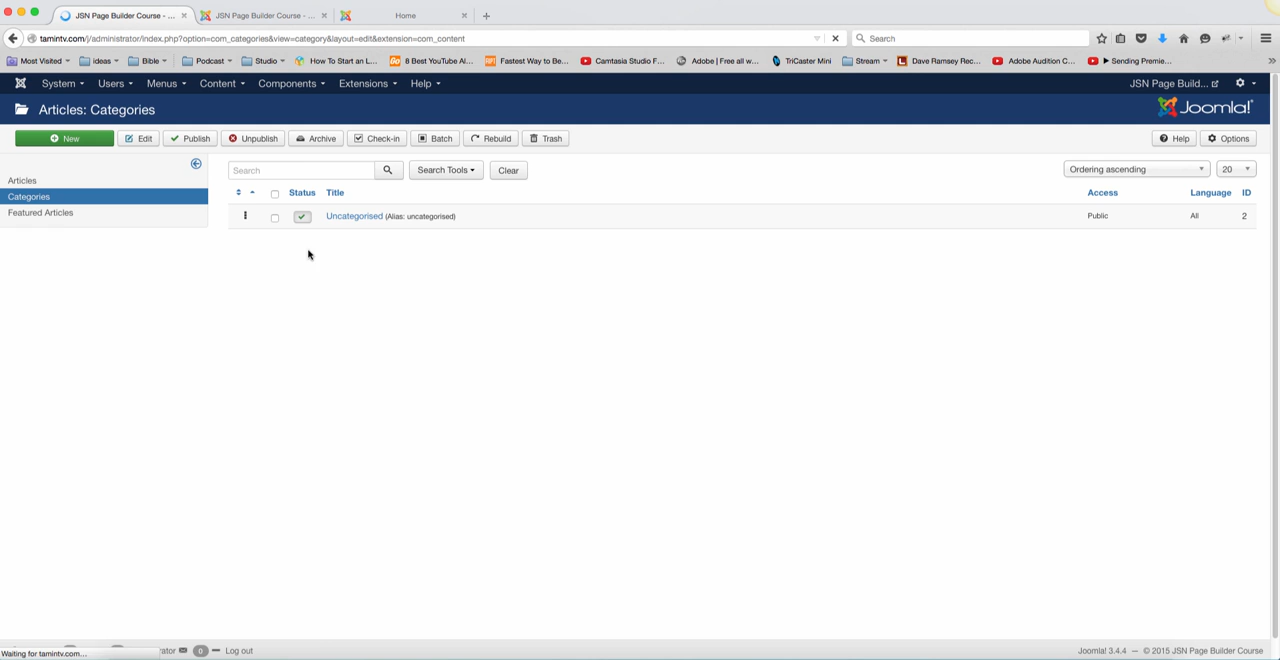 JSN Page Builder Course - ...
JSN Page Builder Course - ...
Home
tamintv.com/j/administrator/index.php?option=com_categories&view=category&layout=edit&extension=com_content
Search
Most Visited
ideas
Bible
Podcast
Studio
How To Start an L...
8 Best YouTube Al...
Fastest Way to Be...
Camtasia Studio F...
Adobe | Free all w...
TriCaster Mini
Stream
Dave Ramsey Rec...
Adobe Audition C...
Sending Premie...
System Users Menus Content Components Extensions Help
JSN Page Build...
Articles: Categories
Joomla!
New Edit Publish Unpublish Archive Check-in Batch Rebuild Trash
Help Options
Search
Search Tools
Clear
Ordering ascending
20
Articles
Categories
Featured Articles
Status Title Access Language ID
Uncategorised (Alias: uncategorised) Public All 2
Waiting for tamintv.com...
rator
0
Log out
Joomla! 3.4.4 — © 2015 JSN Page Builder Course